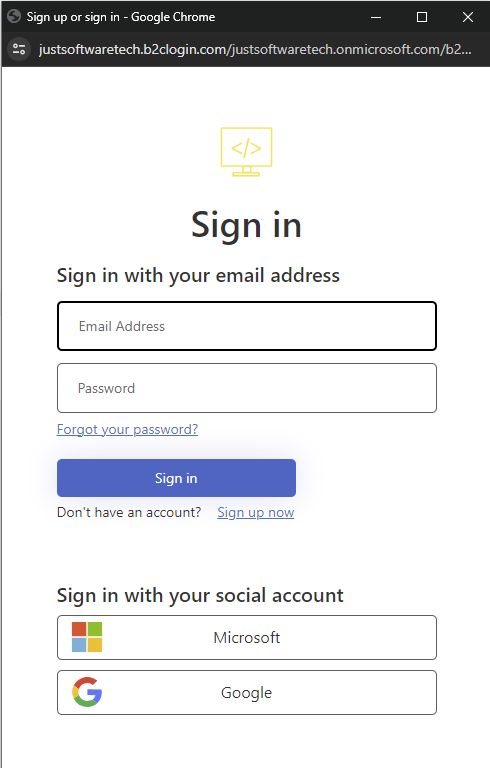 Sign up or sign in - Google Chrome
justsoftwaretech.b2clogin.com/justsoftwaretech.onmicrosoft.com/b2...
</>
Sign in
Sign in with your email address
Email Address
Password
Forgot your password?
Sign in
Don't have an account? Sign up now
Sign in with your social account
Microsoft
Google